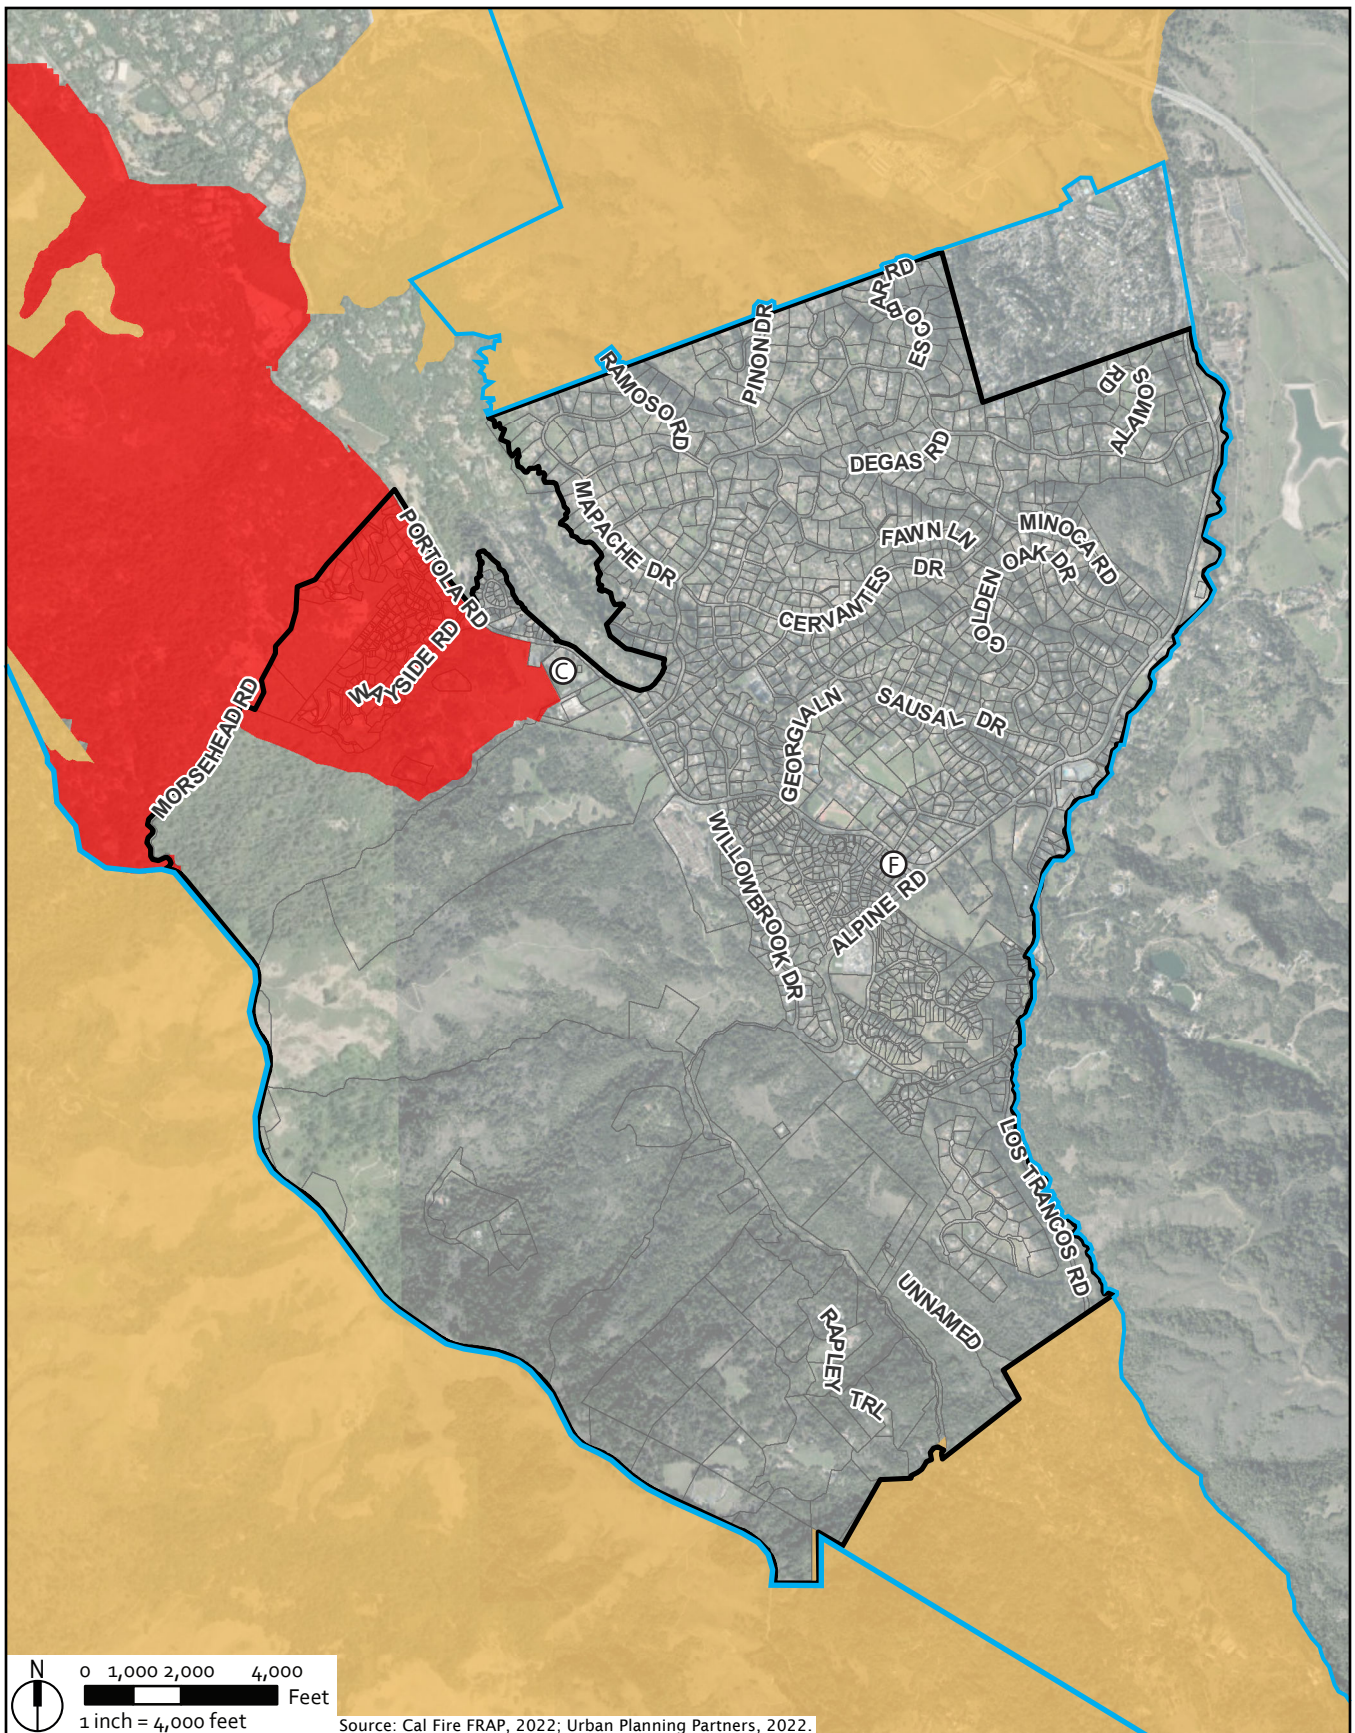 ESCOBAR RD
PINON DR
RAMOSO RD
ALAMOS RD
DEGAS RD
MAPACHE DR
FAWN LN
MINOCA RD
GOLDEN OAK DR
CERVANTES DR
PORTOLA RD
WAYSIDE RD
C
MORSEHEAD RD
GEORGIA LN
SAUSAL DR
WILLOWBROOK DR
F
ALPINE RD
LOS TRANCOS RD
UNNAMED
RAPLEY TRL
N
0 1,000 2,000 4,000
Feet
1 inch = 4,000 feet
Source: Cal Fire FRAP, 2022; Urban Planning Partners, 2022.